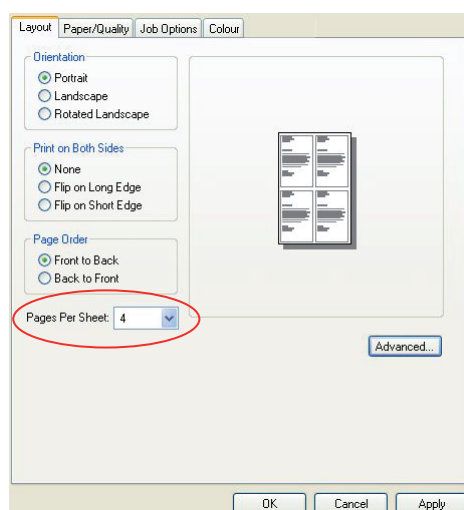 Layout Paper/Quality Job Options Colour
Orientation
Portrait
Landscape
Rotated Landscape
Print on Both Sides
None
Flip on Long Edge
Flip on Short Edge
Page Order
Front to Back
Back to Front
Pages Per Sheet: 4
Advanced...
OK Cancel Apply